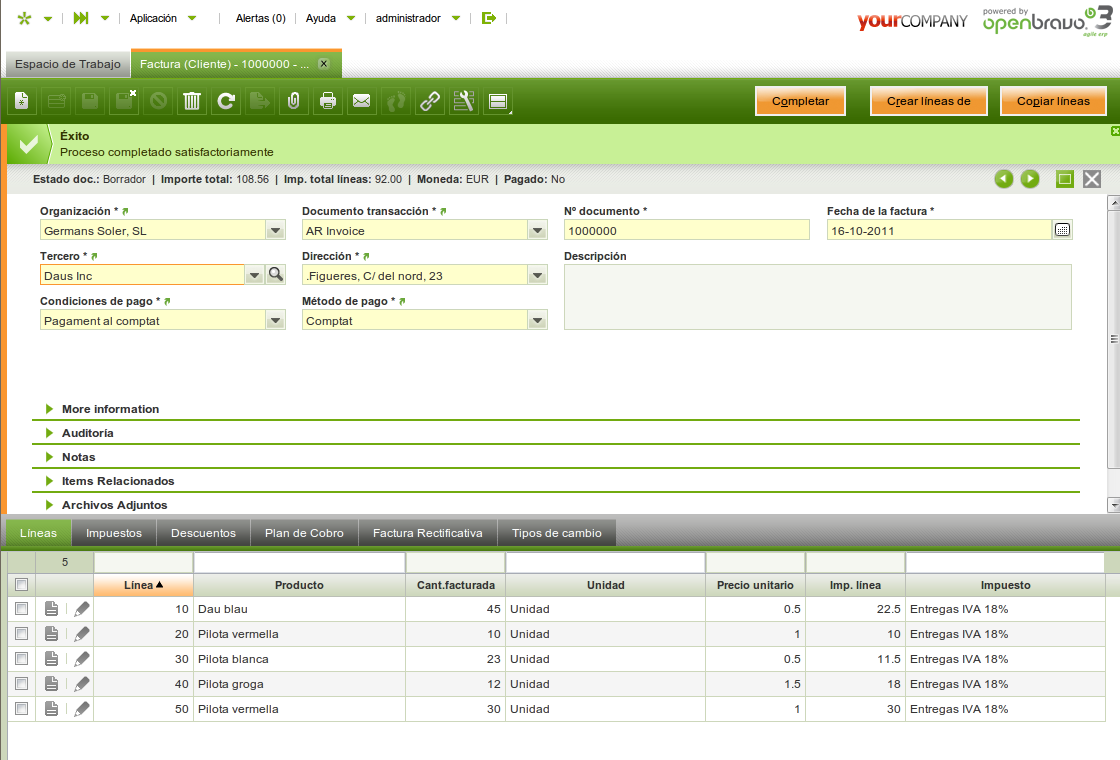 Aplicación Alertas (0) Ayuda administrador
yourCOMPANY powered by openbravo 3 agile erp
Espacio de Trabajo Factura (Cliente) - 1000000 - ... x
Completar Crear líneas de Copiar líneas
Éxito
Proceso completado satisfactoriamente
Estado doc.: Borrador | Importe total: 108.56 | Imp. total líneas: 92.00 | Moneda: EUR | Pagado: No
Organización * Documento transacción * Nº documento * Fecha de la factura *
Germans Soler, SL AR Invoice 1000000 16-10-2011
Tercero * Dirección * Descripción
Daus Inc .Figueres, C/ del nord, 23
Condiciones de pago * Método de pago *
Pagament al comptat Comptat
More information
Auditoría
Notas
Items Relacionados
Archivos Adjuntos
Líneas Impuestos Descuentos Plan de Cobro Factura Rectificativa Tipos de cambio
5
Línea Producto Cant.facturada Unidad Precio unitario Imp. línea Impuesto
10 Dau blau 45 Unidad 0.5 22.5 Entregas IVA 18%
20 Pilota vermella 10 Unidad 1 10 Entregas IVA 18%
30 Pilota blanca 23 Unidad 0.5 11.5 Entregas IVA 18%
40 Pilota groga 12 Unidad 1.5 18 Entregas IVA 18%
50 Pilota vermella 30 Unidad 1 30 Entregas IVA 18%